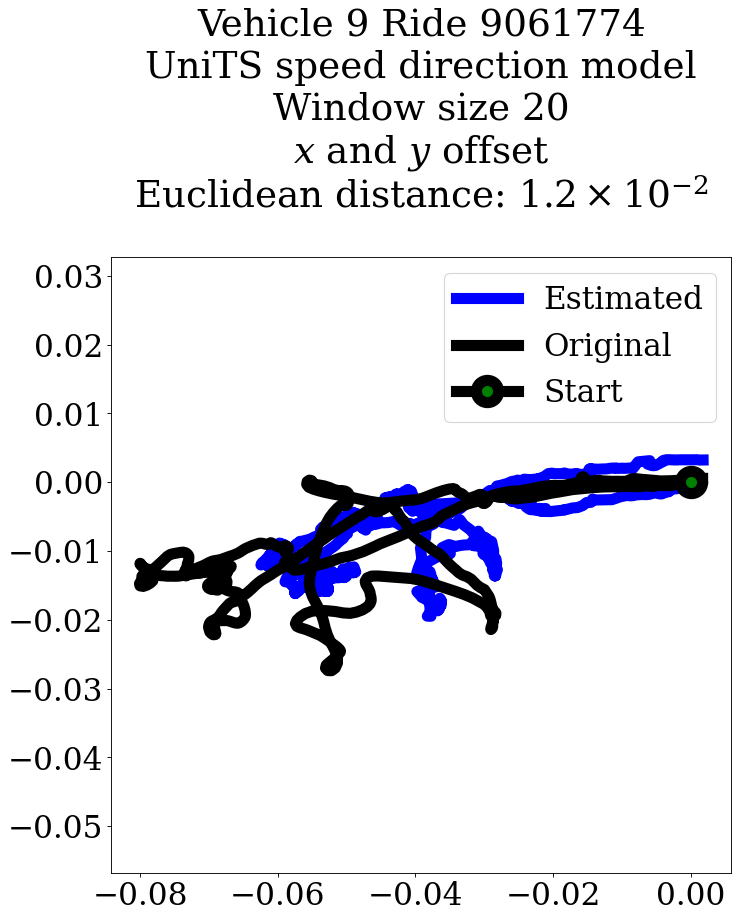 Vehicle 9 Ride 9061774
UniTS speed direction model
Window size 20
x and y offset
Euclidean distance: 1.2 × 10⁻²
Estimated
Original
Start
0.03
0.02
0.01
0.00
−0.01
−0.02
−0.03
−0.04
−0.05
−0.08 −0.06 −0.04 −0.02 0.00